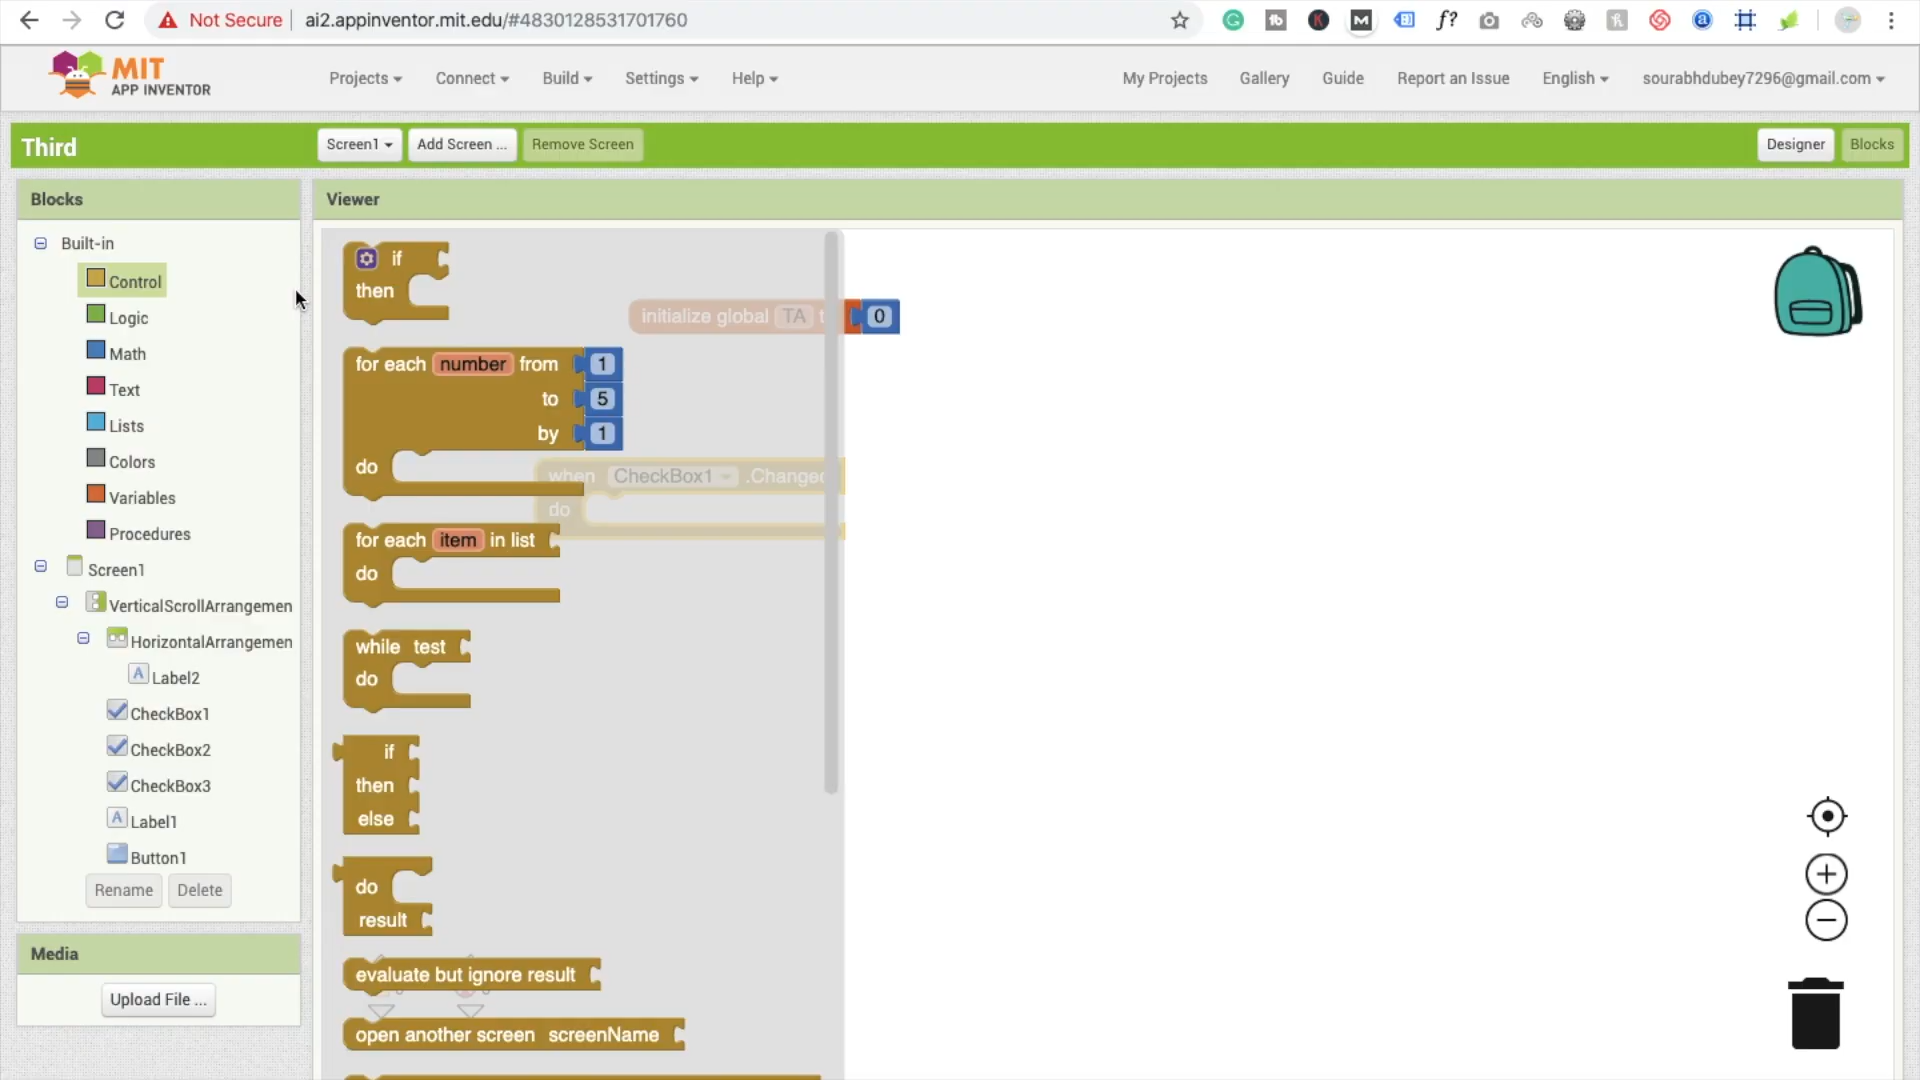 Not Secure ai2.appinventor.mit.edu/#4830128531701760
MIT
APP INVENTOR
Projects Connect Build Settings Help My Projects Gallery Guide Report an Issue English sourabhdubey7296@gmail.com
Third Screen1 Add Screen ... Remove Screen Designer Blocks
Blocks
Viewer
Built-in
Control
Logic
Math
Text
Lists
Colors
Variables
Procedures
Screen1
VerticalScrollArrangemen
HorizontalArrangemen
Label2
CheckBox1
CheckBox2
CheckBox3
Label1
Button1
Rename Delete
Media
Upload File ...
if
then
initialize global TA t 0
for each number from 1
to 5
by 1
do
when CheckBox1 .Changed
do
for each item in list
do
while test
do
if
then
else
do
result
evaluate but ignore result
open another screen screenName